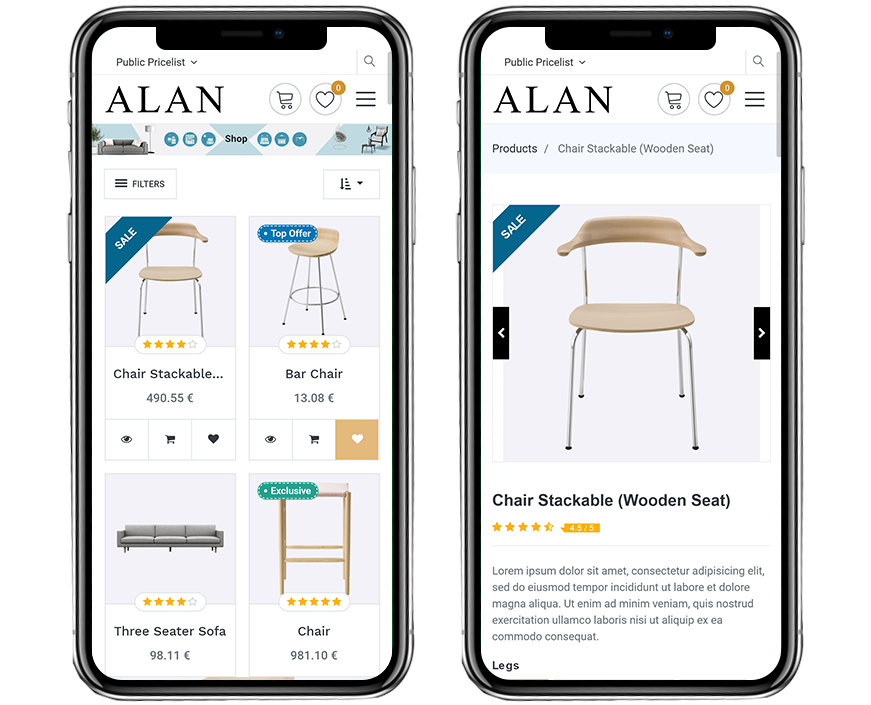 Public Pricelist
ALAN
0
Shop
FILTERS
SALE
Top Offer
Chair Stackable...
490.55 €
Bar Chair
13.08 €
Exclusive
Three Seater Sofa
98.11 €
Chair
981.10 €
Public Pricelist
ALAN
0
Products / Chair Stackable (Wooden Seat)
SALE
Chair Stackable (Wooden Seat)
4.5 / 5
Lorem ipsum dolor sit amet, consectetur adipisicing elit,
sed do eiusmod tempor incididunt ut labore et dolore
magna aliqua. Ut enim ad minim veniam, quis nostrud
exercitation ullamco laboris nisi ut aliquip ex ea
commodo consequat.
Legs